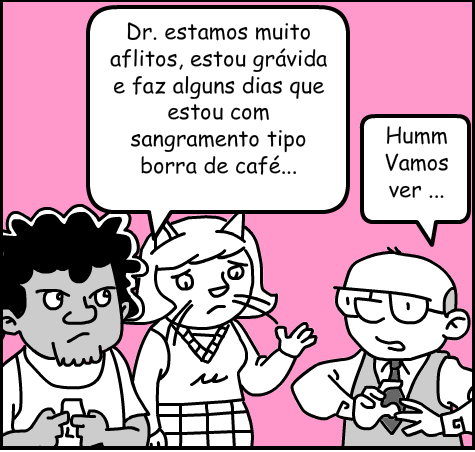 Dr. estamos muito
aflitos, estou grávida
e faz alguns dias que
estou com
sangramento tipo
borra de café...
Humm
Vamos
ver ...